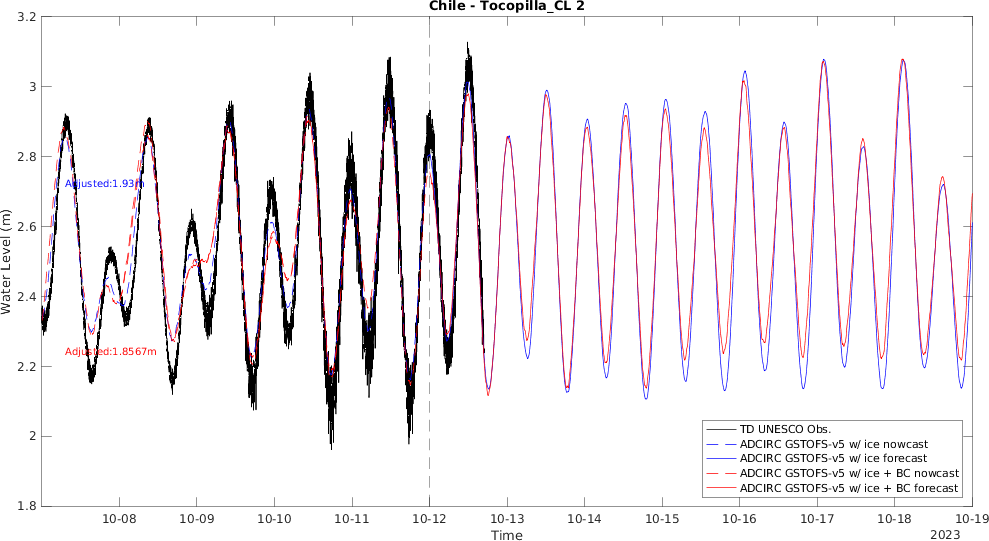 Chile - Tocopilla_CL 2
3.2
3
2.8
2.6
2.4
2.2
2
1.8
Water Level (m)
Adjusted:1.93m
Adjusted:1.8567m
TD UNESCO Obs.
ADCIRC GSTOFS-v5 w/ ice nowcast
ADCIRC GSTOFS-v5 w/ ice forecast
ADCIRC GSTOFS-v5 w/ ice + BC nowcast
ADCIRC GSTOFS-v5 w/ ice + BC forecast
10-08 10-09 10-10 10-11 10-12 10-13 10-14 10-15 10-16 10-17 10-18 10-19
Time
2023